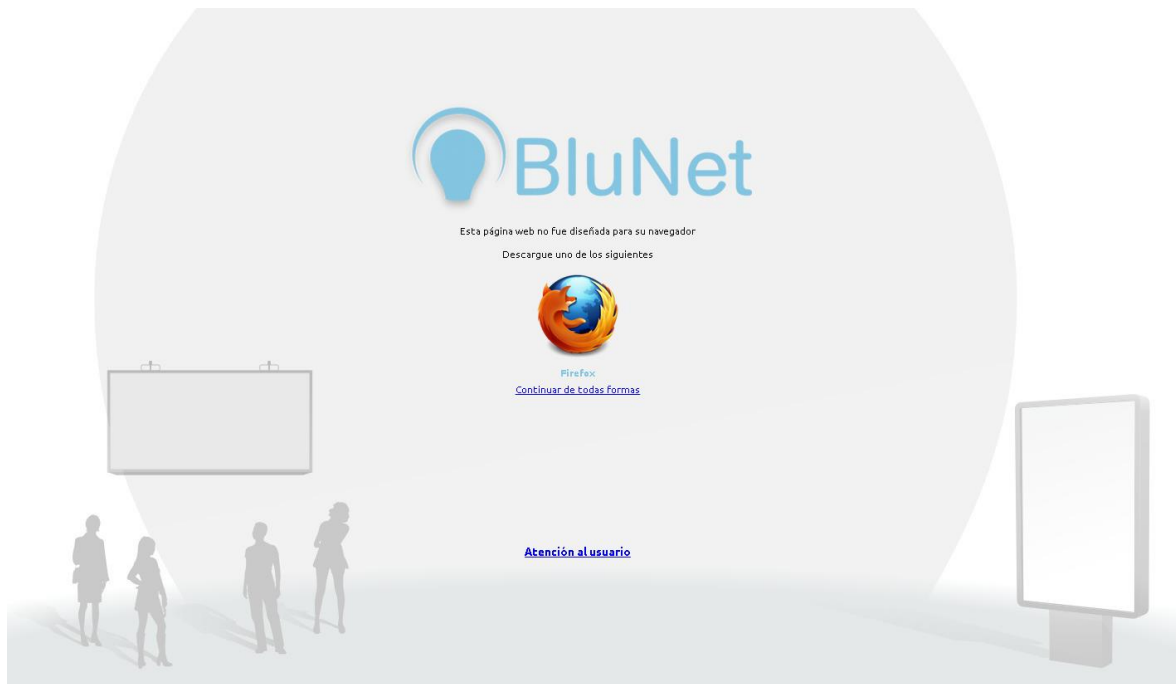 BluNet
Esta página web no fue diseñada para su navegador
Descargue uno de los siguientes
Firefox
Continuar de todas formas
Atención al usuario